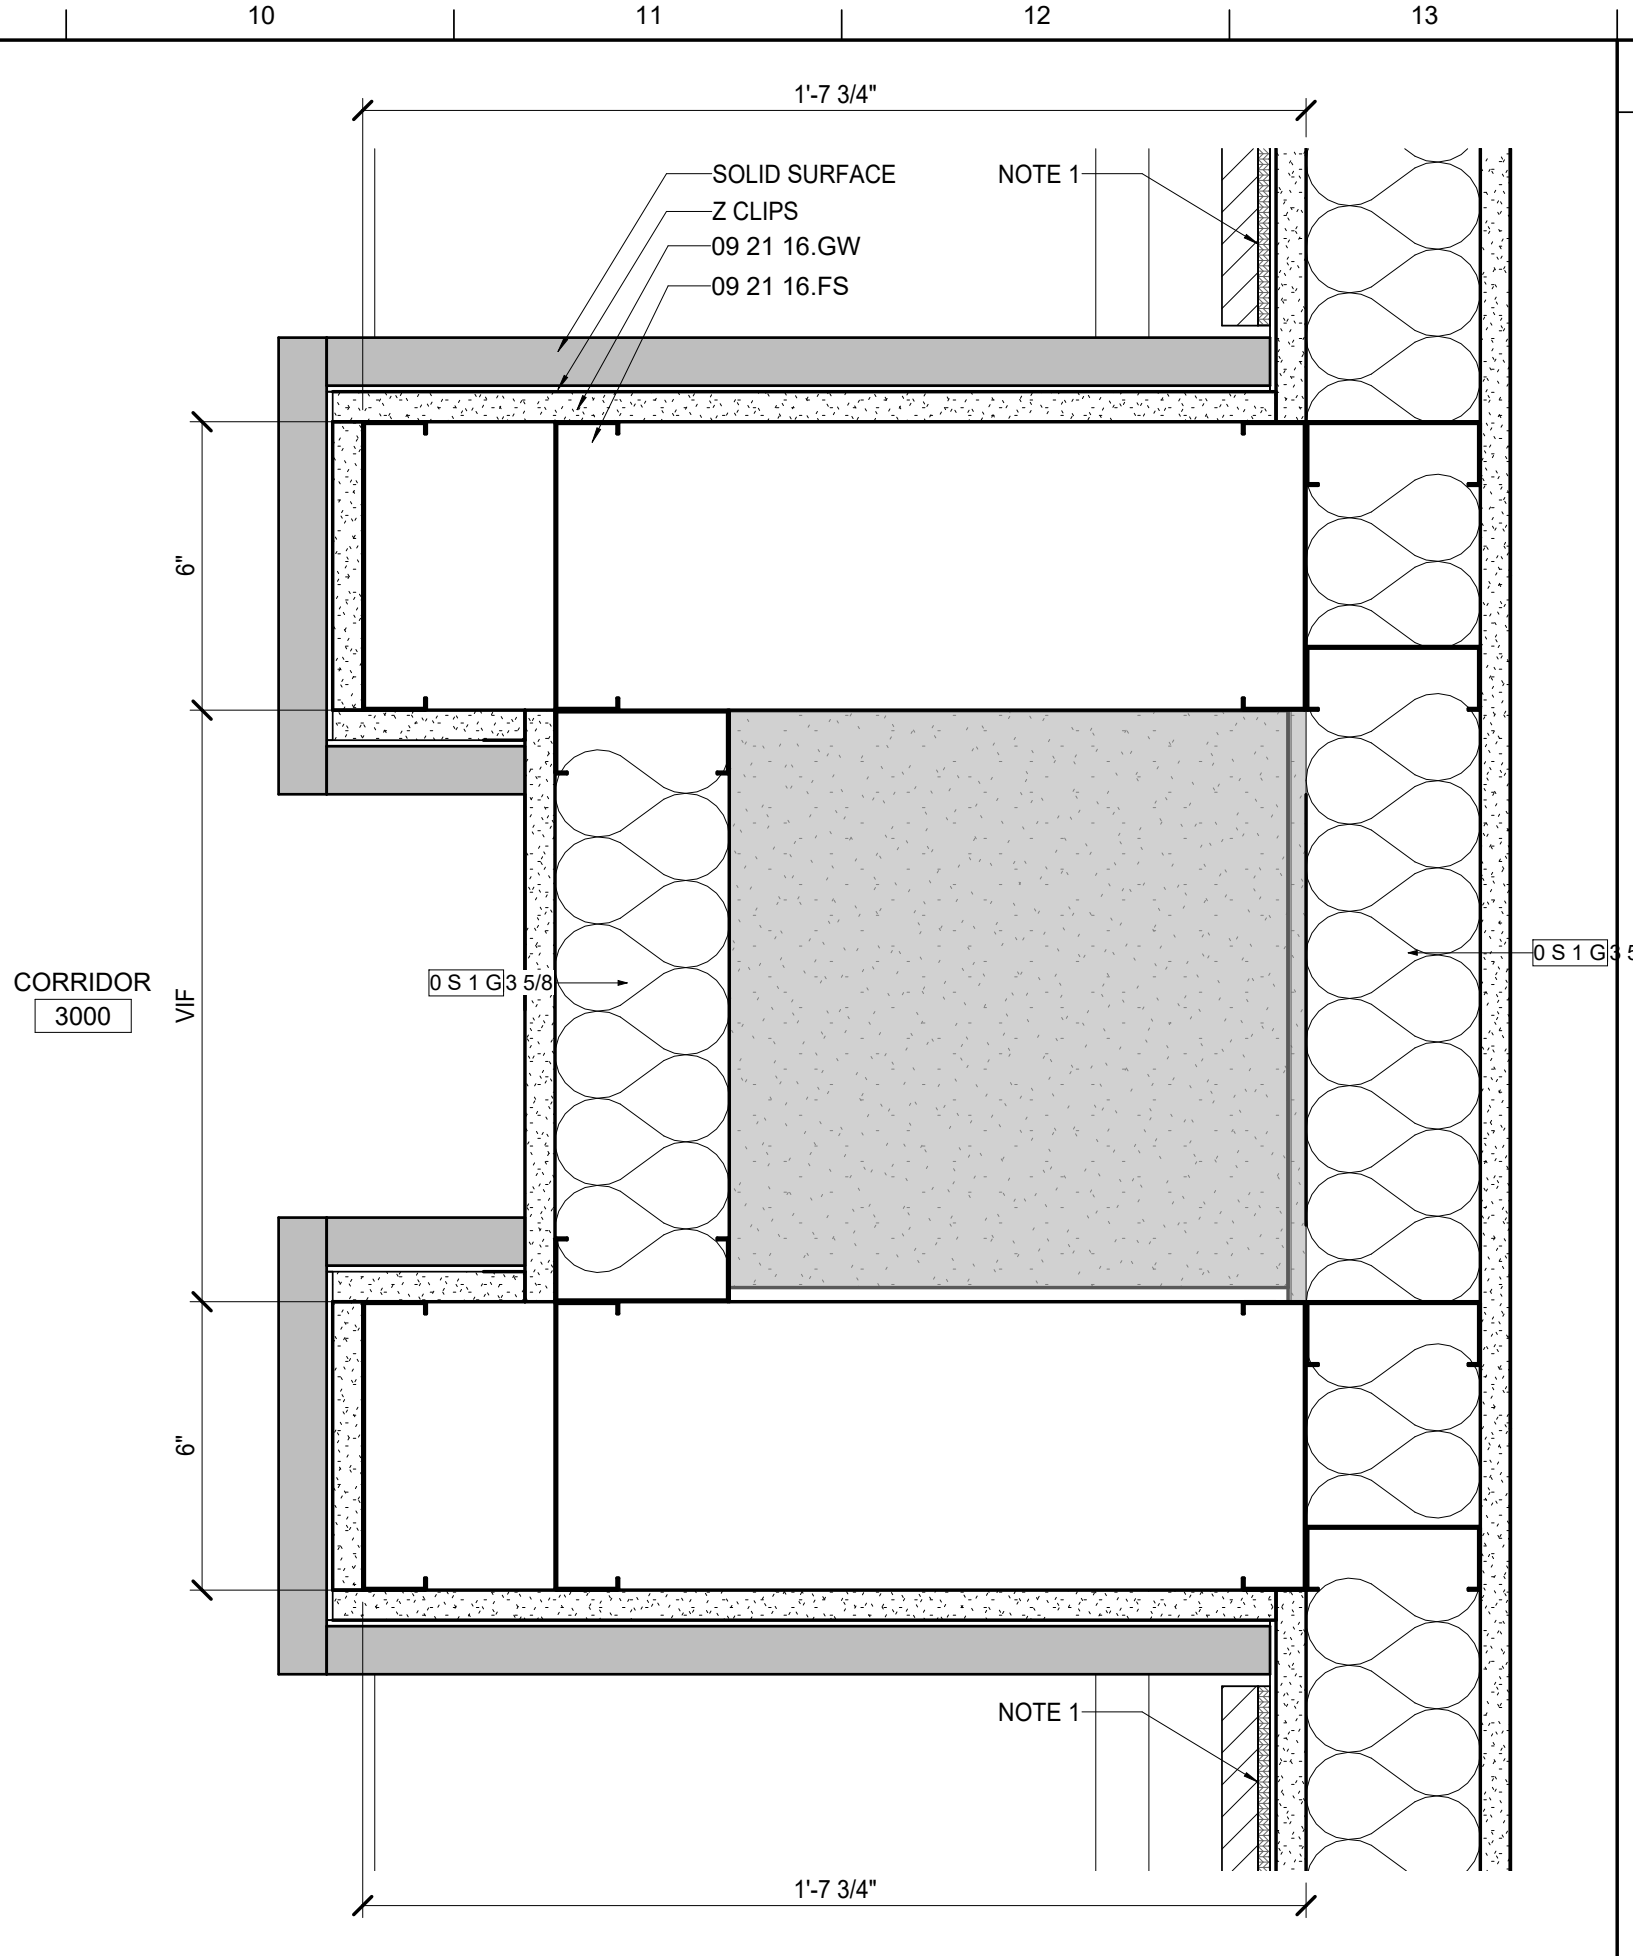 10 11 12 13
1'-7 3/4"
SOLID SURFACE
NOTE 1
Z CLIPS
09 21 16.GW
09 21 16.FS
6"
0 S 1 G 3 5
CORRIDOR
3000
VIF
0 S 1 G 3 5/8
6"
NOTE 1
1'-7 3/4"